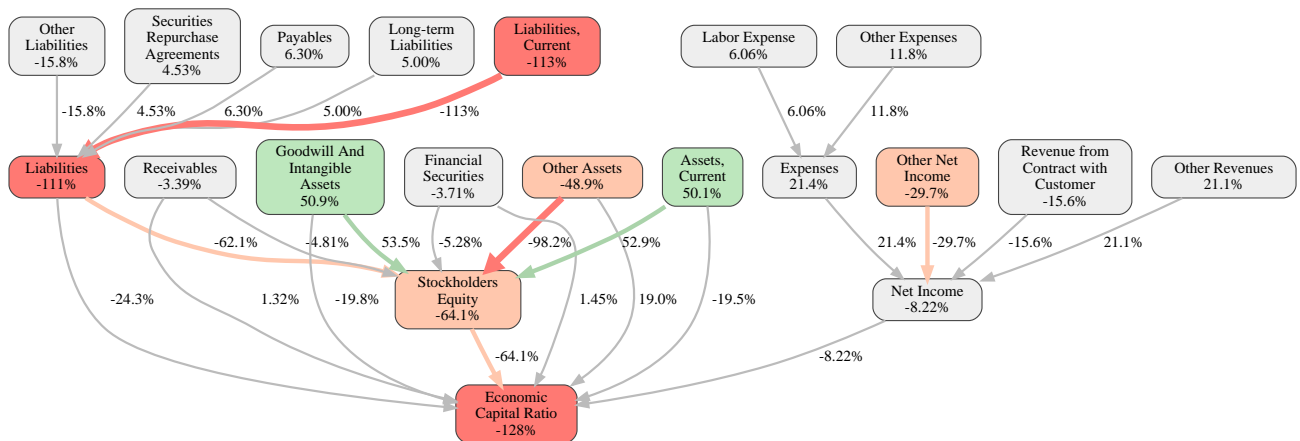 Other
Liabilities
-15.8%
Securities
Repurchase
Agreements
4.53%
Payables
6.30%
Long-term
Liabilities
5.00%
Liabilities,
Current
-113%
Labor Expense
6.06%
Other Expenses
11.8%
-15.8%
4.53%
6.30%
5.00%
-113%
6.06%
11.8%
Liabilities
-111%
Receivables
-3.39%
Goodwill And
Intangible
Assets
50.9%
Financial
Securities
-3.71%
Other Assets
-48.9%
Assets,
Current
50.1%
Expenses
21.4%
Other Net
Income
-29.7%
Revenue from
Contract with
Customer
-15.6%
Other Revenues
21.1%
-62.1%
-4.81%
53.5%
-5.28%
-98.2%
52.9%
21.4%
-29.7%
-15.6%
21.1%
Stockholders
Equity
-64.1%
Net Income
-8.22%
-24.3%
1.32%
-19.8%
1.45%
19.0%
-19.5%
-64.1%
-8.22%
Economic
Capital Ratio
-128%